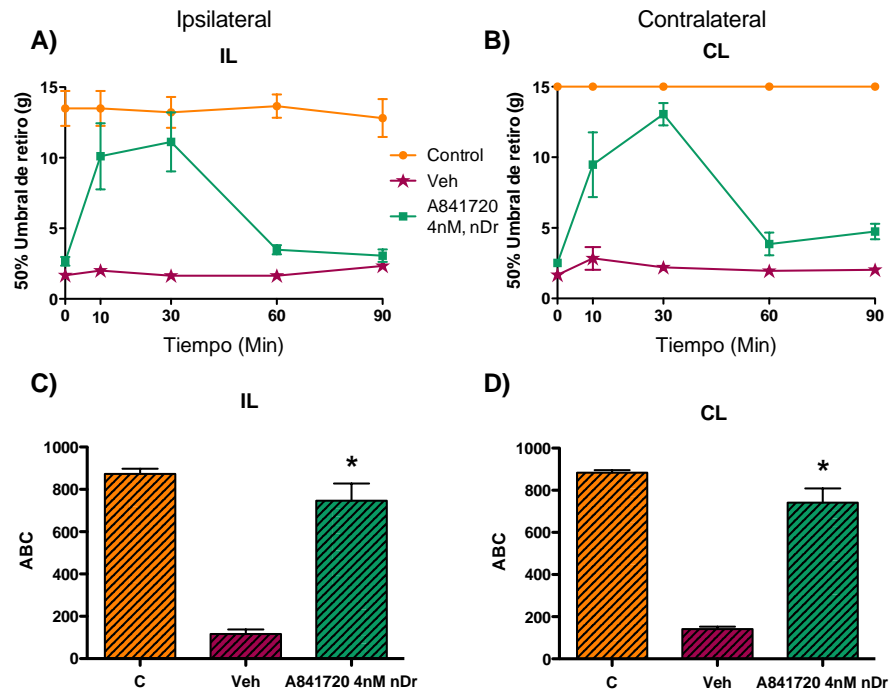 Ipsilateral
Contralateral
A)
IL
50% Umbral de retiro (g)
15
10
5
0
0 10 30 60 90
Tiempo (Min)
Control
Veh
A841720
4nM, nDr
B)
CL
50% Umbral de retiro (g)
15
10
5
0
0 10 30 60 90
Tiempo (Min)
C)
IL
ABC
1000
800
600
400
200
0
*
C Veh A841720 4nM nDr
D)
CL
ABC
1000
800
600
400
200
0
*
C Veh A841720 4nM nDr